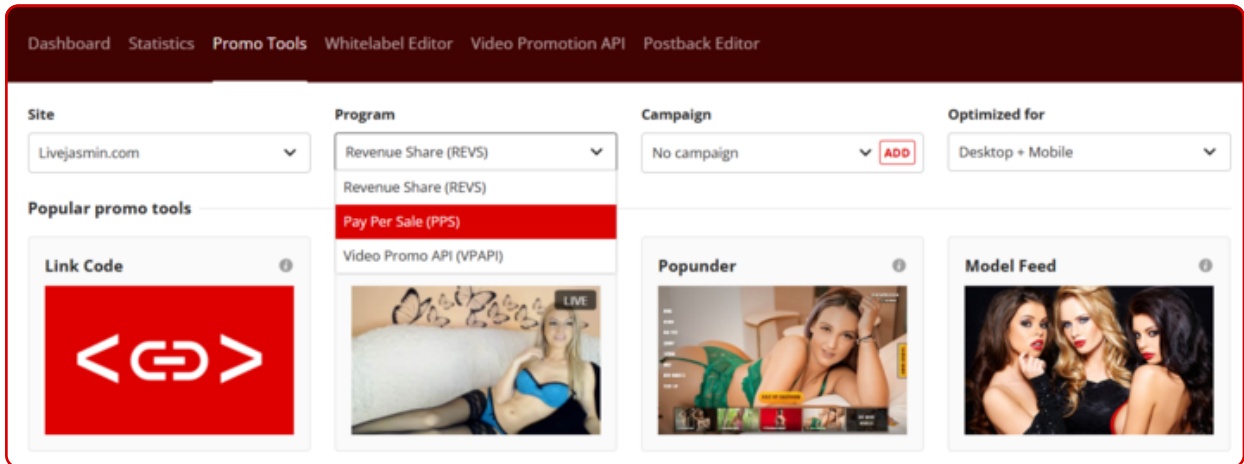 Dashboard Statistics Promo Tools Whitelabel Editor Video Promotion API Postback Editor
Site Program Campaign Optimized for
Livejasmin.com Revenue Share (REVS) No campaign ADD Desktop + Mobile
Revenue Share (REVS)
Popular promo tools
Pay Per Sale (PPS)
Video Promo API (VPAPI)
Link Code Popunder Model Feed
LIVE